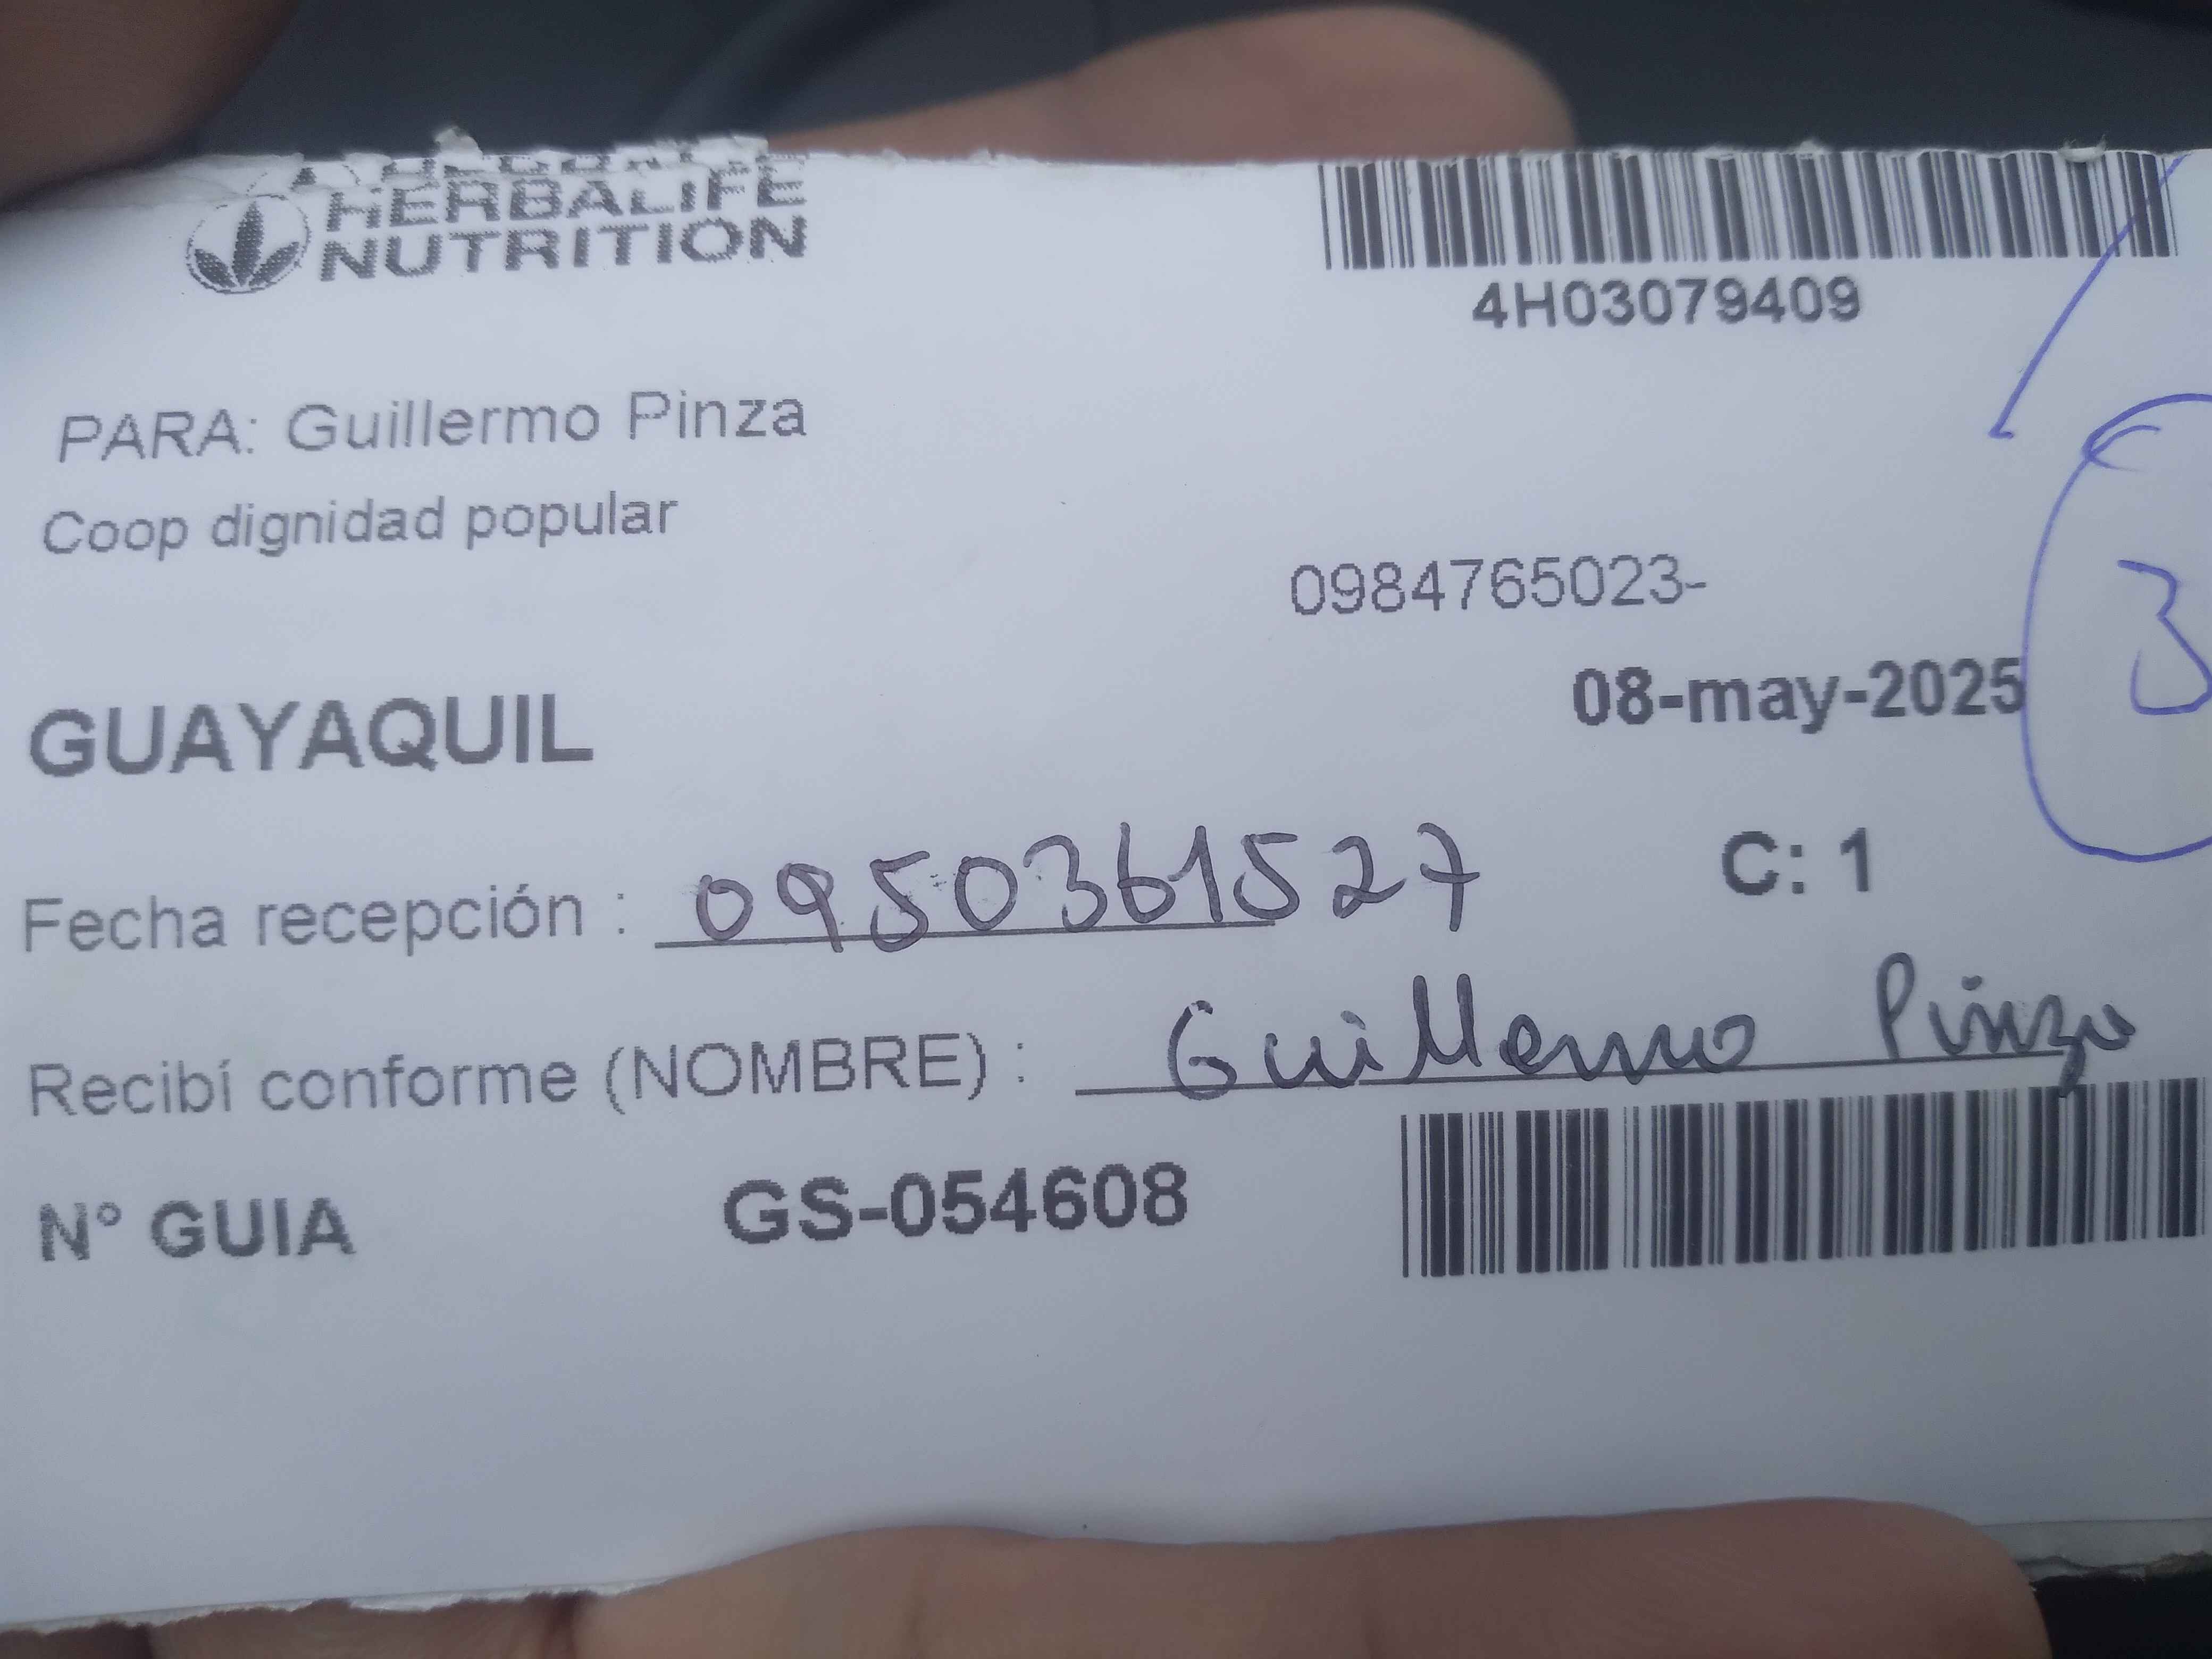 HERBALIFE
NUTRITION
4H03079409
PARA: Guillermo Pinza
Coop dignidad popular
0984765023-
08-may-2025
3
GUAYAQUIL
Fecha recepción : 0950361527
C: 1
Recibí conforme (NOMBRE) : Guillermo Pinza
N° GUIA GS-054608